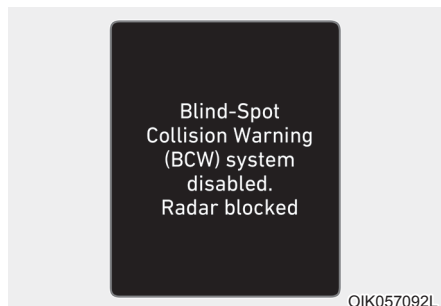 Blind-Spot
Collision Warning
(BCW) system
disabled.
Radar blocked
OIK057092L